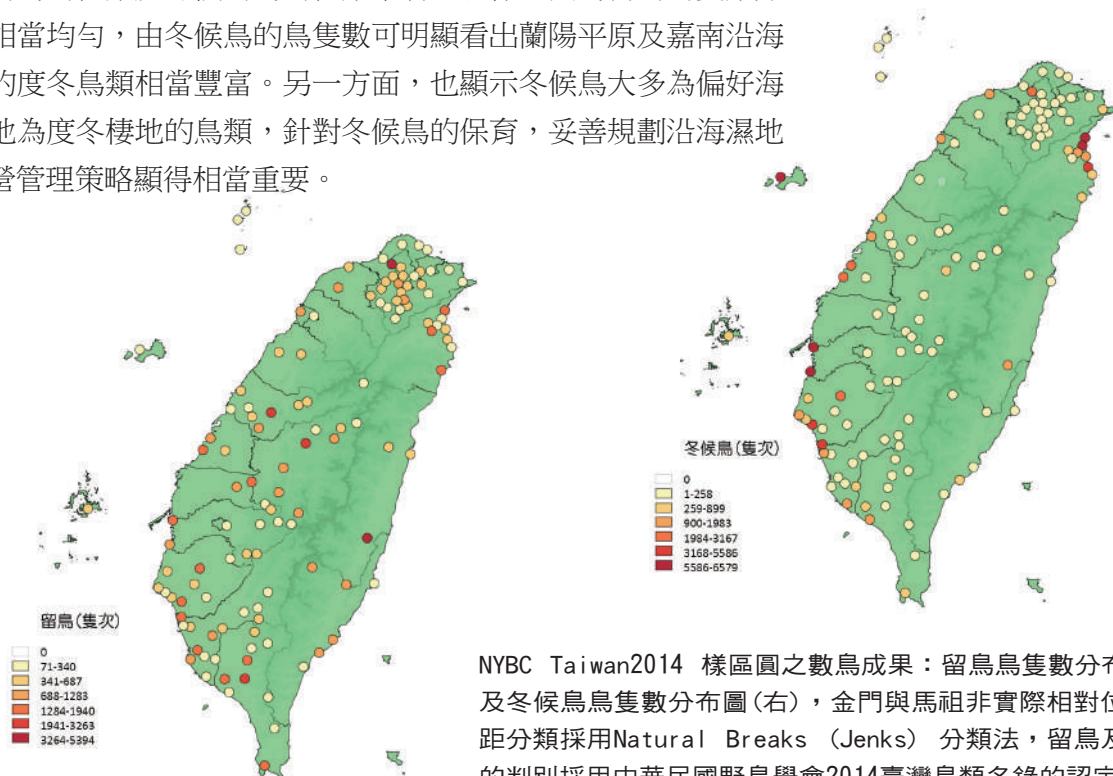 相當均勻，由冬候鳥的鳥隻數可明顯看出蘭陽平原及嘉南沿海
的度冬鳥類相當豐富。另一方面，也顯示冬候鳥大多為偏好海
地為度冬棲地的鳥類，針對冬候鳥的保育，妥善規劃沿海濕地
營管理策略顯得相當重要。
冬候鳥(隻次)
0
1-258
259-899
900-1983
1984-3167
3168-5586
5586-6579
留鳥(隻次)
0
71-340
341-687
688-1283
1284-1940
1941-3263
3264-5394
NYBC Taiwan2014 樣區圓之數鳥成果：留鳥鳥隻數分布
及冬候鳥鳥隻數分布圖(右)，金門與馬祖非實際相對位
距分類採用Natural Breaks (Jenks) 分類法，留鳥及
的判別採用中華民國野鳥學會2014臺灣鳥類名錄的認定